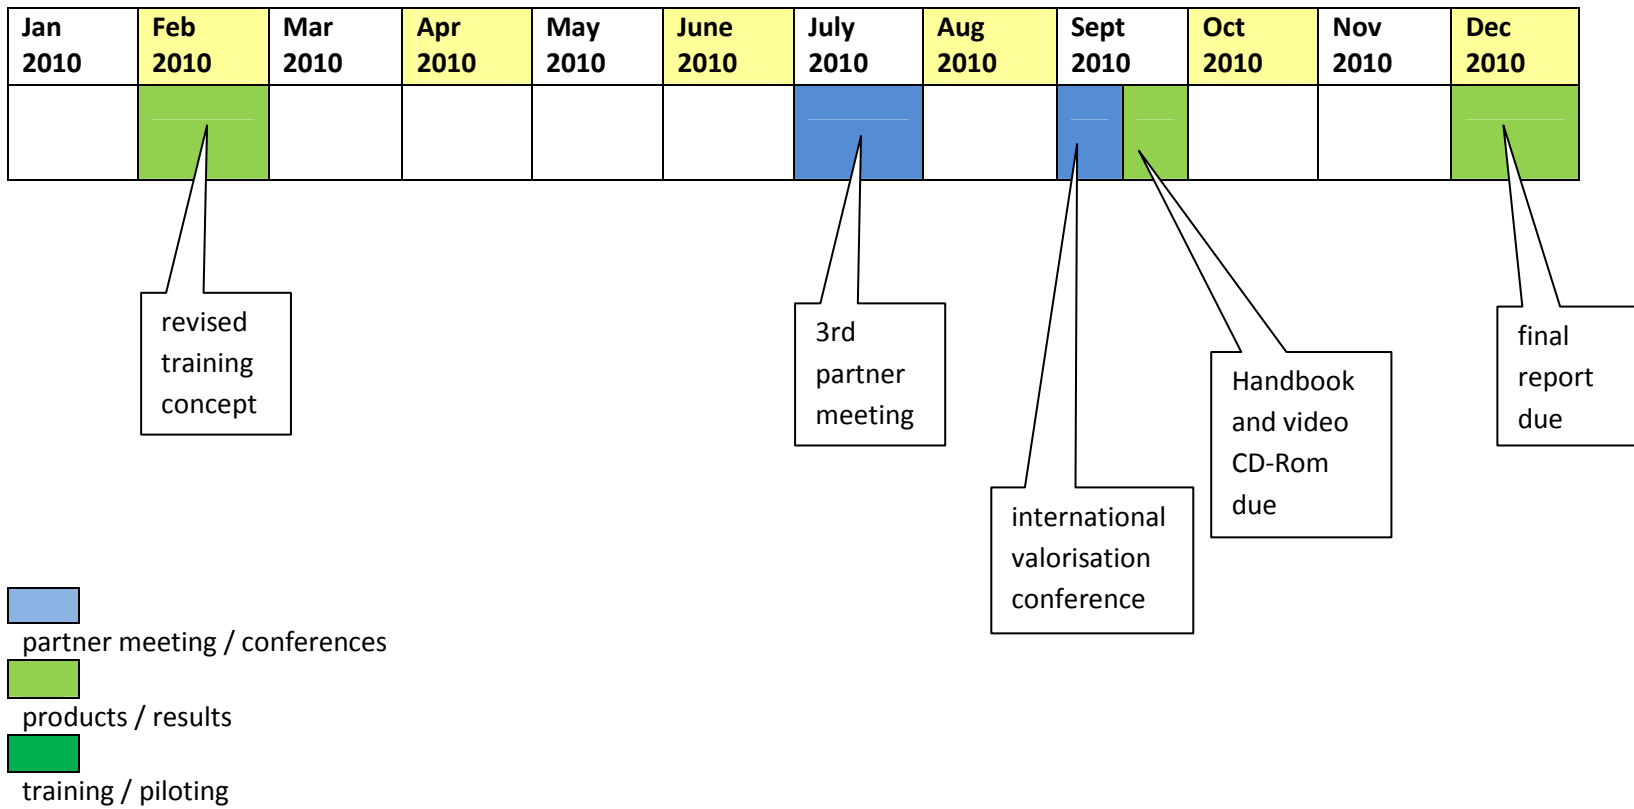 Jan
2010
Feb
2010
Mar
2010
Apr
2010
May
2010
June
2010
July
2010
Aug
2010
Sept
2010
Oct
2010
Nov
2010
Dec
2010
revised
training
concept
3rd
partner
meeting
international
valorisation
conference
Handbook
and video
CD-Rom
due
final
report
due
partner meeting / conferences
products / results
training / piloting